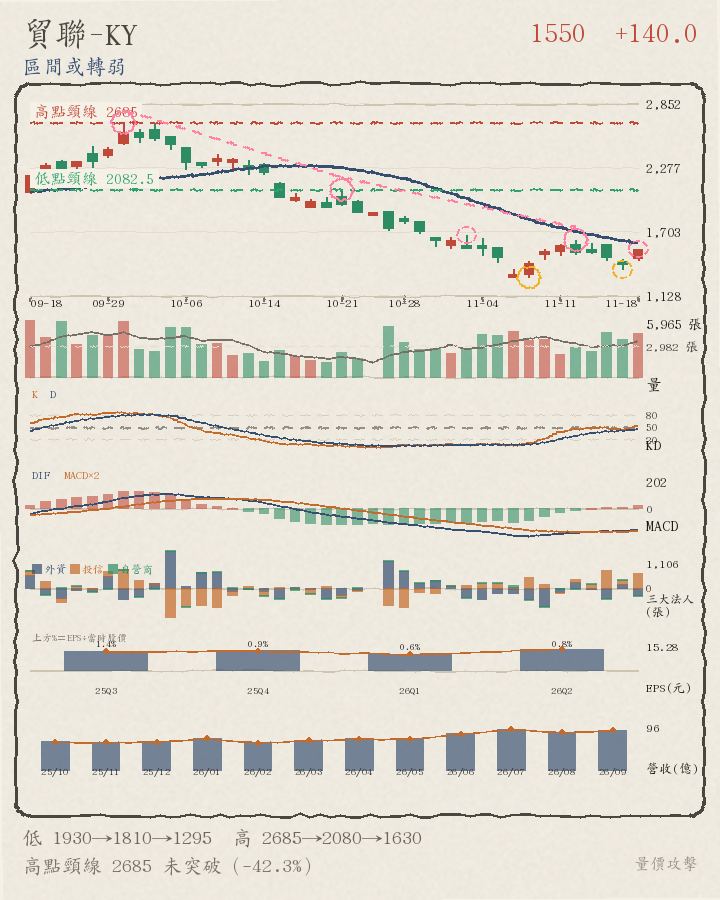 貿聯-KY
1550 +140.0
區間或轉弱
高點頸線 2685
低點頸線 2082.5
2,852
2,277
1,703
1,128
09-18 09-29 10-06 10-14 10-21 10-28 11-04 11-11 11-18
5,965 張
2,982 張
量
K D
80
50
20
KD
DIF MACD×2
202
0
MACD
外資 投信 自營商
1,106
0
三大法人
(張)
上方%=EPS÷當時股價
1.4% 0.9% 0.6% 0.8%
15.28
25Q3 25Q4 26Q1 26Q2
EPS(元)
96
25/10 25/11 25/12 26/01 26/02 26/03 26/04 26/05 26/06 26/07 26/08 26/09
營收(億)
低 1930→1810→1295 高 2685→2080→1630
高點頸線 2685 未突破 (-42.3%)
量價攻擊